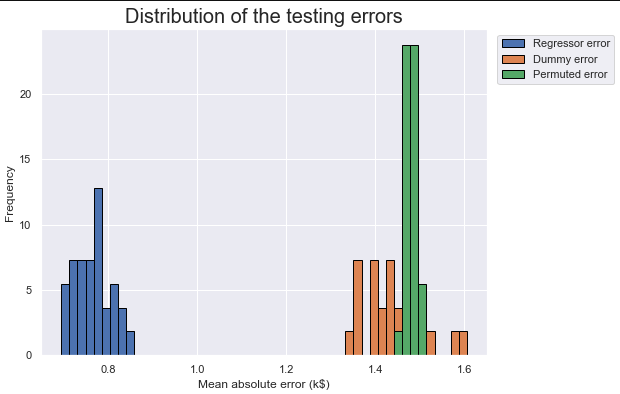 Distribution of the testing errors
Regressor error
Dummy error
Permuted error
Frequency
20
15
10
5
0
0.8 1.0 1.2 1.4 1.6
Mean absolute error (k$)